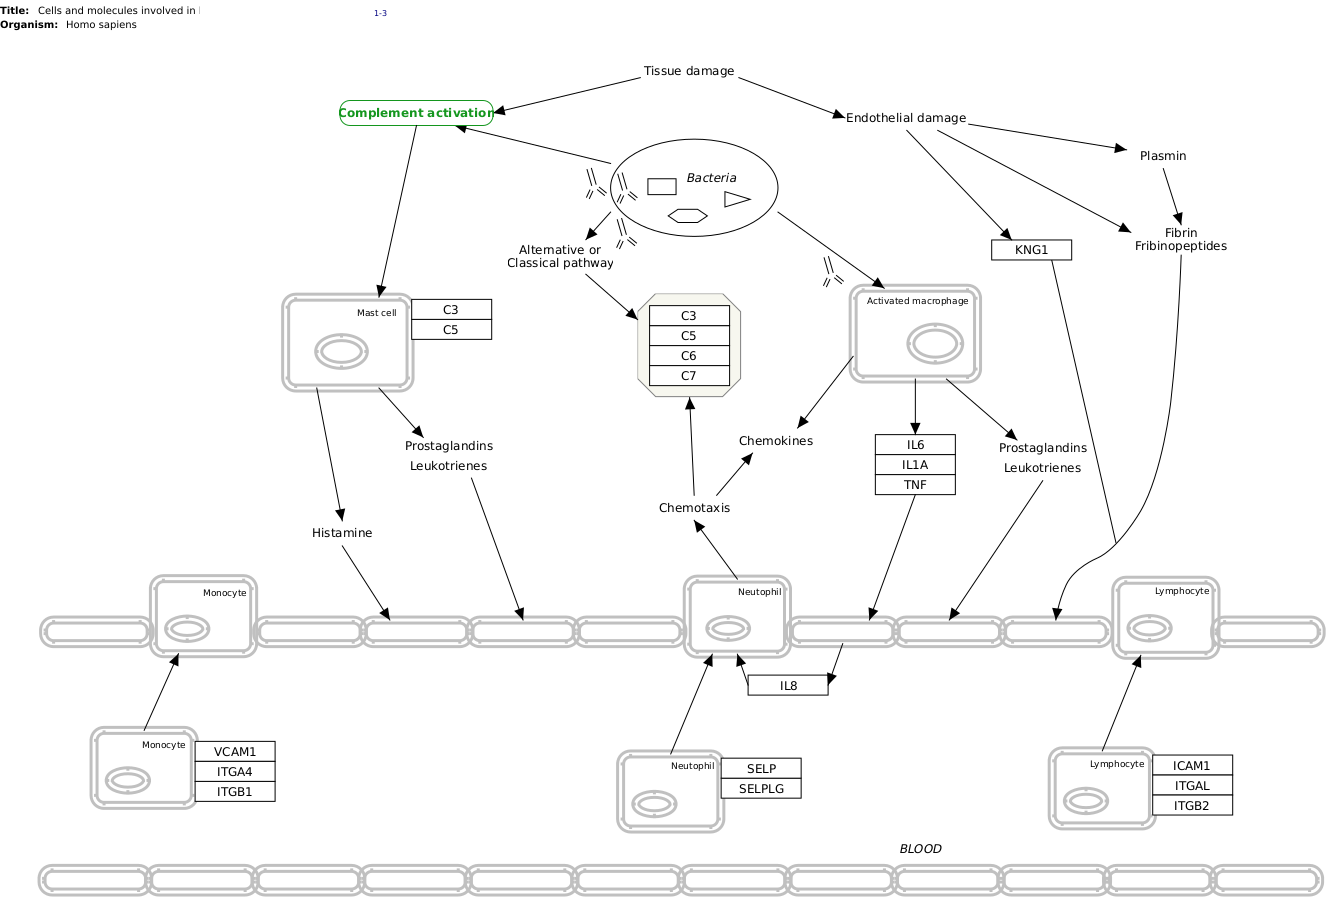 Title: Cells and molecules involved in
Organism: Homo sapiens
1-3
Tissue damage
Complement activation
Endothelial damage
Plasmin
Bacteria
Fibrin
Fribinopeptides
Alternative or
Classical pathway
KNG1
Mast cell
C3
C5
C3
C5
C6
C7
Activated macrophage
Prostaglandins
Leukotrienes
Chemokines
IL6
IL1A
TNF
Prostaglandins
Leukotrienes
Chemotaxis
Histamine
Monocyte
Neutophil
Lymphocyte
IL8
Monocyte
VCAM1
ITGA4
ITGB1
Neutophil
SELP
SELPLG
Lymphocyte
ICAM1
ITGAL
ITGB2
BLOOD